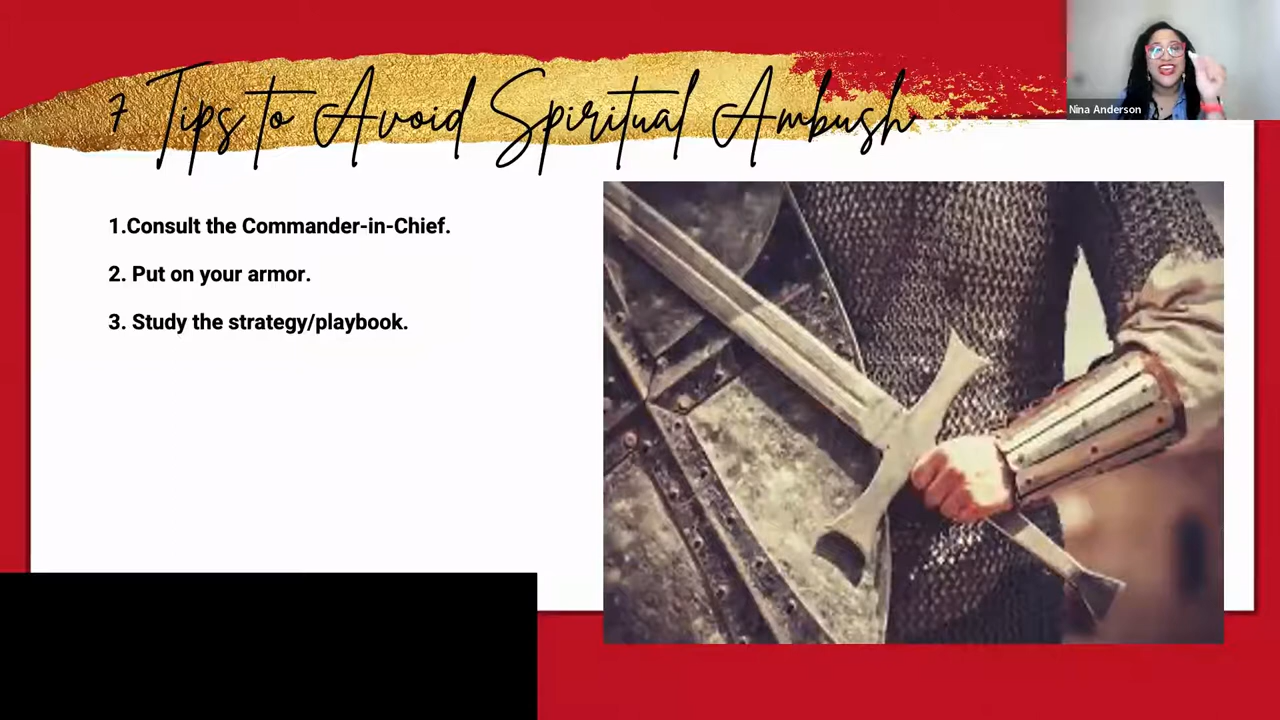 7 Tips to Avoid Spiritual Ambush
Nina Anderson
1.Consult the Commander-in-Chief.
2. Put on your armor.
3. Study the strategy/playbook.